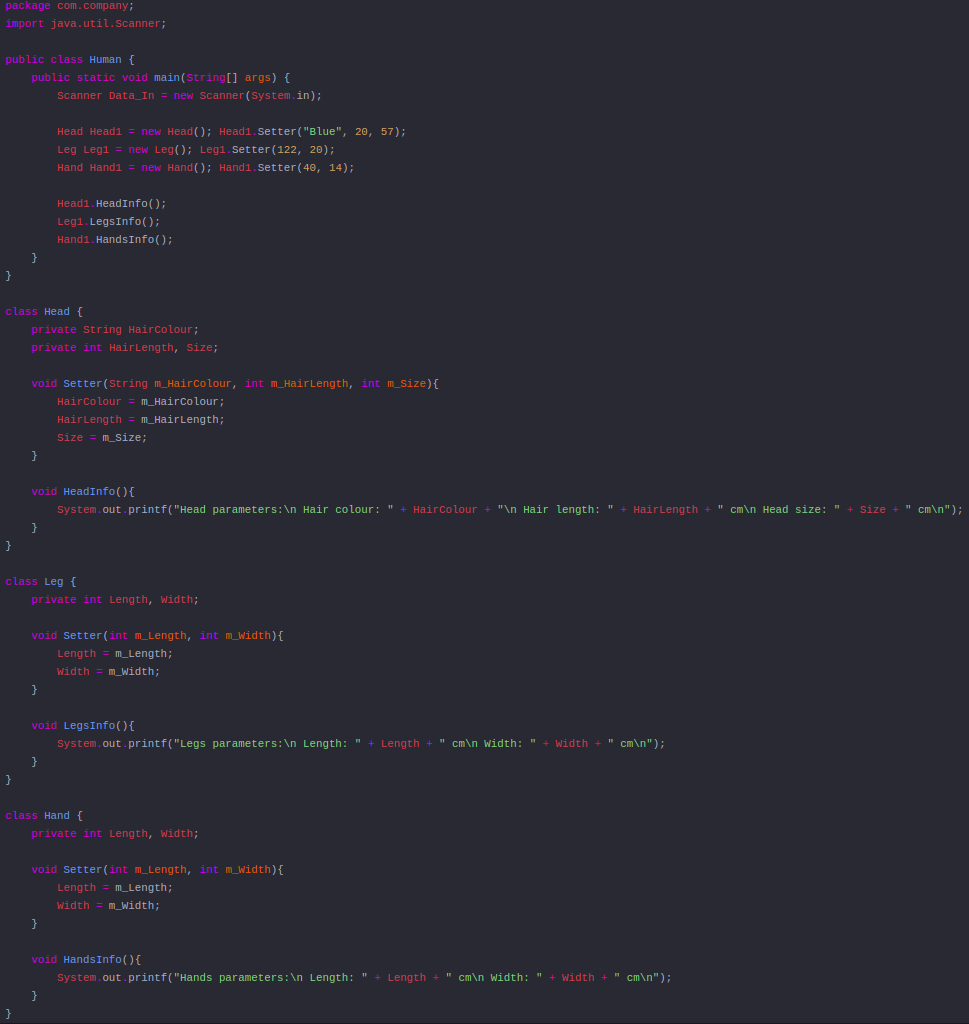 package com.company;
import java.util.Scanner;

public class Human {
    public static void main(String[] args) {
        Scanner Data_In = new Scanner(System.in);

        Head Head1 = new Head(); Head1.Setter("Blue", 20, 57);
        Leg Leg1 = new Leg(); Leg1.Setter(122, 20);
        Hand Hand1 = new Hand(); Hand1.Setter(40, 14);

        Head1.HeadInfo();
        Leg1.LegsInfo();
        Hand1.HandsInfo();
    }
}

class Head {
    private String HairColour;
    private int HairLength, Size;

    void Setter(String m_HairColour, int m_HairLength, int m_Size){
        HairColour = m_HairColour;
        HairLength = m_HairLength;
        Size = m_Size;
    }

    void HeadInfo(){
        System.out.printf("Head parameters:\n Hair colour: " + HairColour + "\n Hair length: " + HairLength + " cm\n Head size: " + Size + " cm\n");
    }
}

class Leg {
    private int Length, Width;

    void Setter(int m_Length, int m_Width){
        Length = m_Length;
        Width = m_Width;
    }

    void LegsInfo(){
        System.out.printf("Legs parameters:\n Length: " + Length + " cm\n Width: " + Width + " cm\n");
    }
}

class Hand {
    private int Length, Width;

    void Setter(int m_Length, int m_Width){
        Length = m_Length;
        Width = m_Width;
    }

    void HandsInfo(){
        System.out.printf("Hands parameters:\n Length: " + Length + " cm\n Width: " + Width + " cm\n");
    }
}